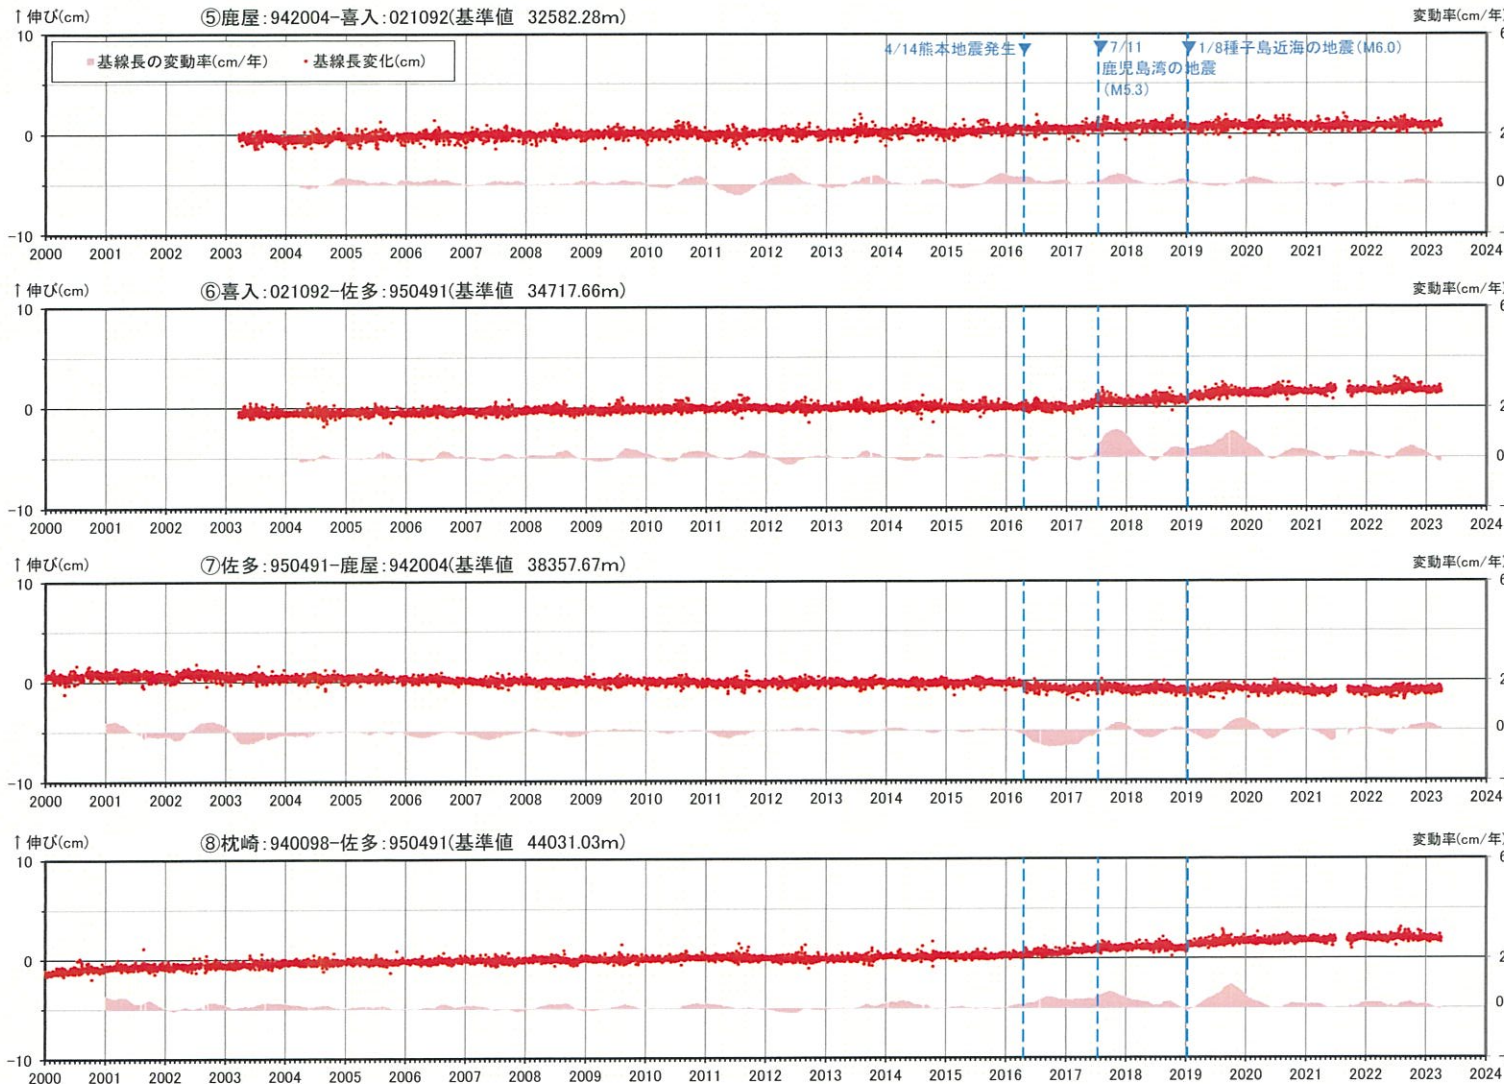 ↑伸び(cm) ⑤鹿屋:942004-喜入:021092(基準値 32582.28m) 変動率(cm/年)
10 6
■基線長の変動率(cm/年) •基線長変化(cm) 4/14熊本地震発生▼ ▼7/11 ▼1/8種子島近海の地震(M6.0)
鹿児島湾の地震
(M5.3)
0 2
0
-10 -
2000 2001 2002 2003 2004 2005 2006 2007 2008 2009 2010 2011 2012 2013 2014 2015 2016 2017 2018 2019 2020 2021 2022 2023 2024
↑伸び(cm) ⑥喜入:021092-佐多:950491(基準値 34717.66m) 変動率(cm/年)
10 6
0 2
0
-10 -
2000 2001 2002 2003 2004 2005 2006 2007 2008 2009 2010 2011 2012 2013 2014 2015 2016 2017 2018 2019 2020 2021 2022 2023 2024
↑伸び(cm) ⑦佐多:950491-鹿屋:942004(基準値 38357.67m) 変動率(cm/年)
10 6
0 2
0
-10 -
2000 2001 2002 2003 2004 2005 2006 2007 2008 2009 2010 2011 2012 2013 2014 2015 2016 2017 2018 2019 2020 2021 2022 2023 2024
↑伸び(cm) ⑧枕崎:940098-佐多:950491(基準値 44031.03m) 変動率(cm/年)
10 6
0 2
0
-10 -
2000 2001 2002 2003 2004 2005 2006 2007 2008 2009 2010 2011 2012 2013 2014 2015 2016 2017 2018 2019 2020 2021 2022 2023 2024